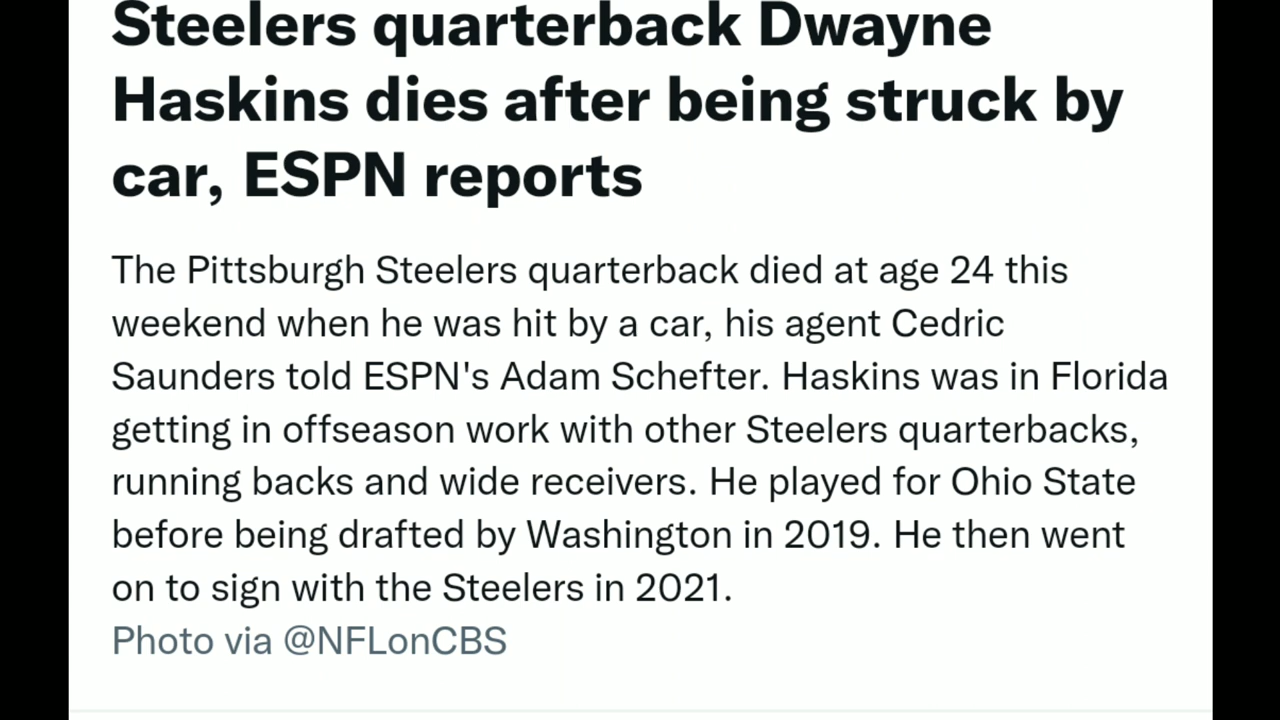 Steelers quarterback Dwayne
Haskins dies after being struck by
car, ESPN reports
The Pittsburgh Steelers quarterback died at age 24 this
weekend when he was hit by a car, his agent Cedric
Saunders told ESPN's Adam Schefter. Haskins was in Florida
getting in offseason work with other Steelers quarterbacks,
running backs and wide receivers. He played for Ohio State
before being drafted by Washington in 2019. He then went
on to sign with the Steelers in 2021.
Photo via @NFLonCBS